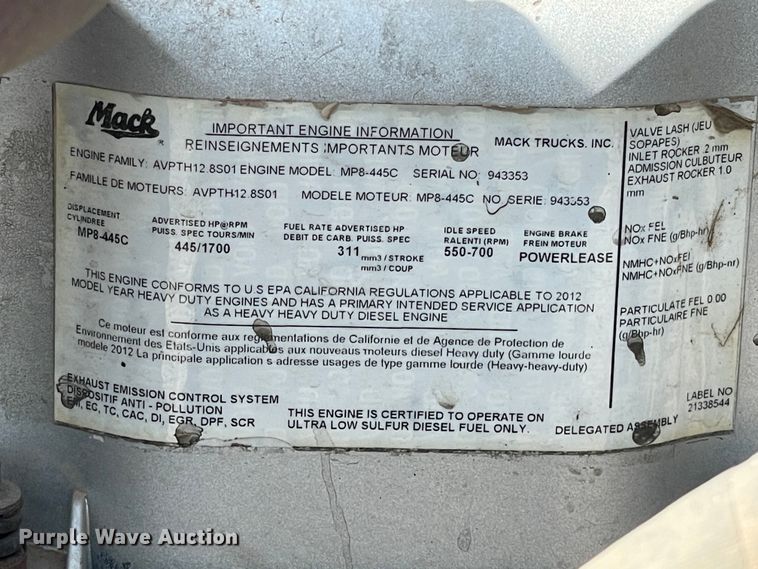 Mack
IMPORTANT ENGINE INFORMATION
MACK TRUCKS. INC.
REINSEIGNEMENTS IMPORTANTS MOTEUR
ENGINE FAMILY: AVPTH12.8S01 ENGINE MODEL: MP8-445C SERIAL NO: 943353
FAMILLE DE MOTEURS: AVPTH12.8S01 MODELE MOTEUR: MP8-445C NO. SERIE: 943353
DISPLACEMENT
CYLINDREE
MP8-445C
ADVERTISED HP@RPM
PUISS. SPEC TOURS/MIN
445/1700
FUEL RATE ADVERTISED HP
DEBIT DE CARB. PUISS. SPEC
311
mm3 / STROKE
mm3 / COUP
IDLE SPEED
RALENTI (RPM)
550-700
ENGINE BRAKE
FREIN MOTEUR
POWERLEASE
THIS ENGINE CONFORMS TO U.S EPA CALIFORNIA REGULATIONS APPLICABLE TO 2012
MODEL YEAR HEAVY DUTY ENGINES AND HAS A PRIMARY INTENDED SERVICE APPLICATION
AS A HEAVY HEAVY DUTY DIESEL ENGINE
Ce moteur est conforme aux reglementations de Californie et de Agence de Protection de
Environnement des Etats-Unis applicables aux nouveaux moteurs diesel Heavy duty (Gamme lourde
modele 2012 La principale application s adresse usages de type gamme lourde (Heavy-heavy-duty)
EXHAUST EMISSION CONTROL SYSTEM
DISPOSITIF ANTI - POLLUTION
EM, EC, TC, CAC, DI, EGR, DPF, SCR
THIS ENGINE IS CERTIFIED TO OPERATE ON
ULTRA LOW SULFUR DIESEL FUEL ONLY.
DELEGATED ASSEMBLY
VALVE LASH (JEU
SOPAPES)
INLET ROCKER .2 mm
ADMISSION CULBUTEUR
EXHAUST ROCKER 1.0
mm
NOx FEL
NOx FNE (g/Bhp-hr)
NMHC+NOxFEl
NMHC+NOxFNE (g/Bhp-nr)
PARTICULATE FEL 0 00
PARTICULAIRE FNE
(g/Bhp-hr)
LABEL NO
21338544
Purple Wave Auction